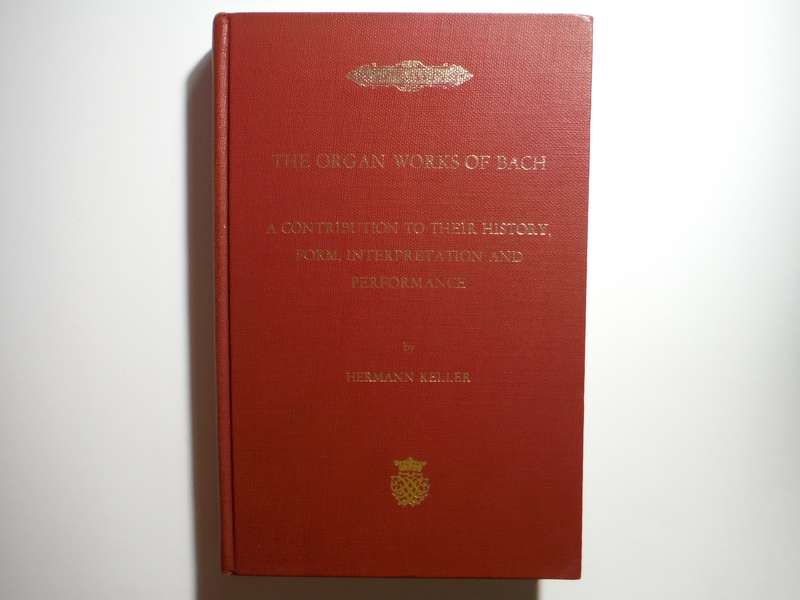 THE ORGAN WORKS OF BACH
A CONTRIBUTION TO THEIR HISTORY,
FORM, INTERPRETATION AND
PERFORMANCE
by
HERMANN KELLER